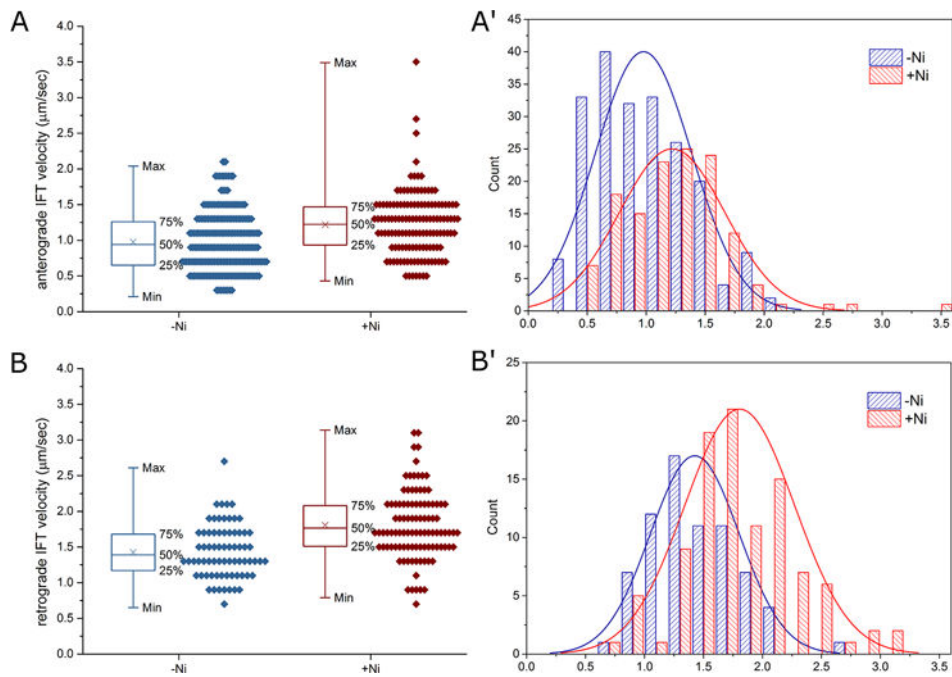 A
anterograde IFT velocity (μm/sec)
4.0
3.5
3.0
2.5
2.0
1.5
1.0
0.5
0.0
Max
75%
50%
25%
Min
Max
75%
50%
25%
Min
-Ni
+Ni
A'
Count
45
40
35
30
25
20
15
10
5
0
-Ni
+Ni
0.0 0.5 1.0 1.5 2.0 2.5 3.0 3.5
B
retrograde IFT velocity (μm/sec)
4.0
3.5
3.0
2.5
2.0
1.5
1.0
0.5
0.0
Max
75%
50%
25%
Min
Max
75%
50%
25%
Min
-Ni
+Ni
B'
Count
25
20
15
10
5
0
-Ni
+Ni
0.0 0.5 1.0 1.5 2.0 2.5 3.0 3.5